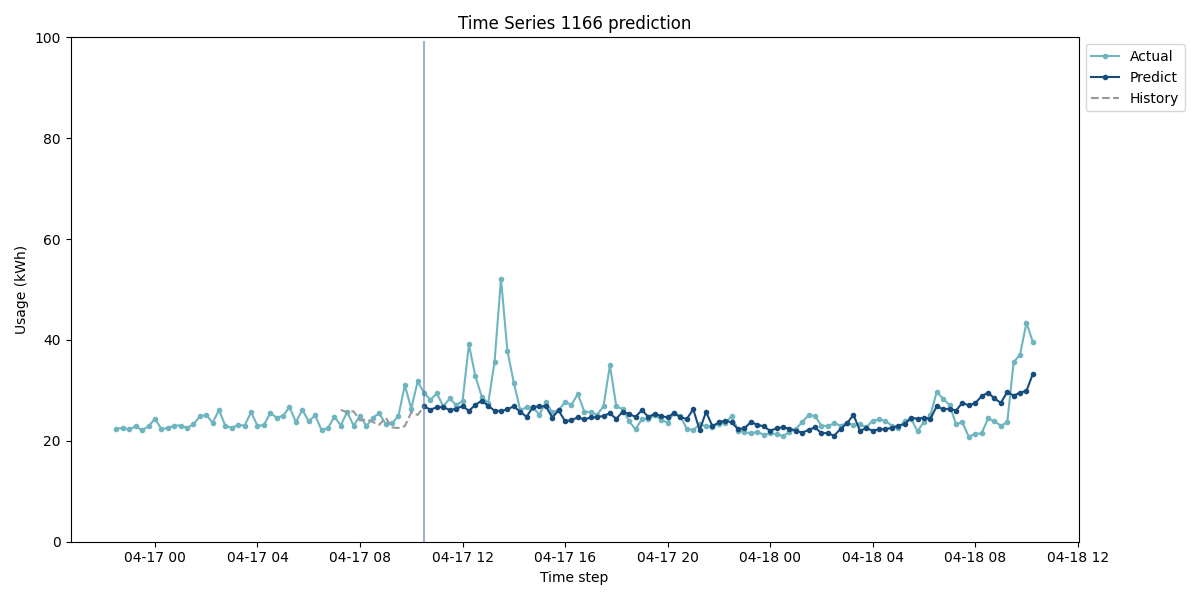 Time Series 1166 prediction
100
80
60
40
20
0
Usage (kWh)
04-17 00
04-17 04
04-17 08
04-17 12
04-17 16
04-17 20
04-18 00
04-18 04
04-18 08
04-18 12
Time step
Actual
Predict
History